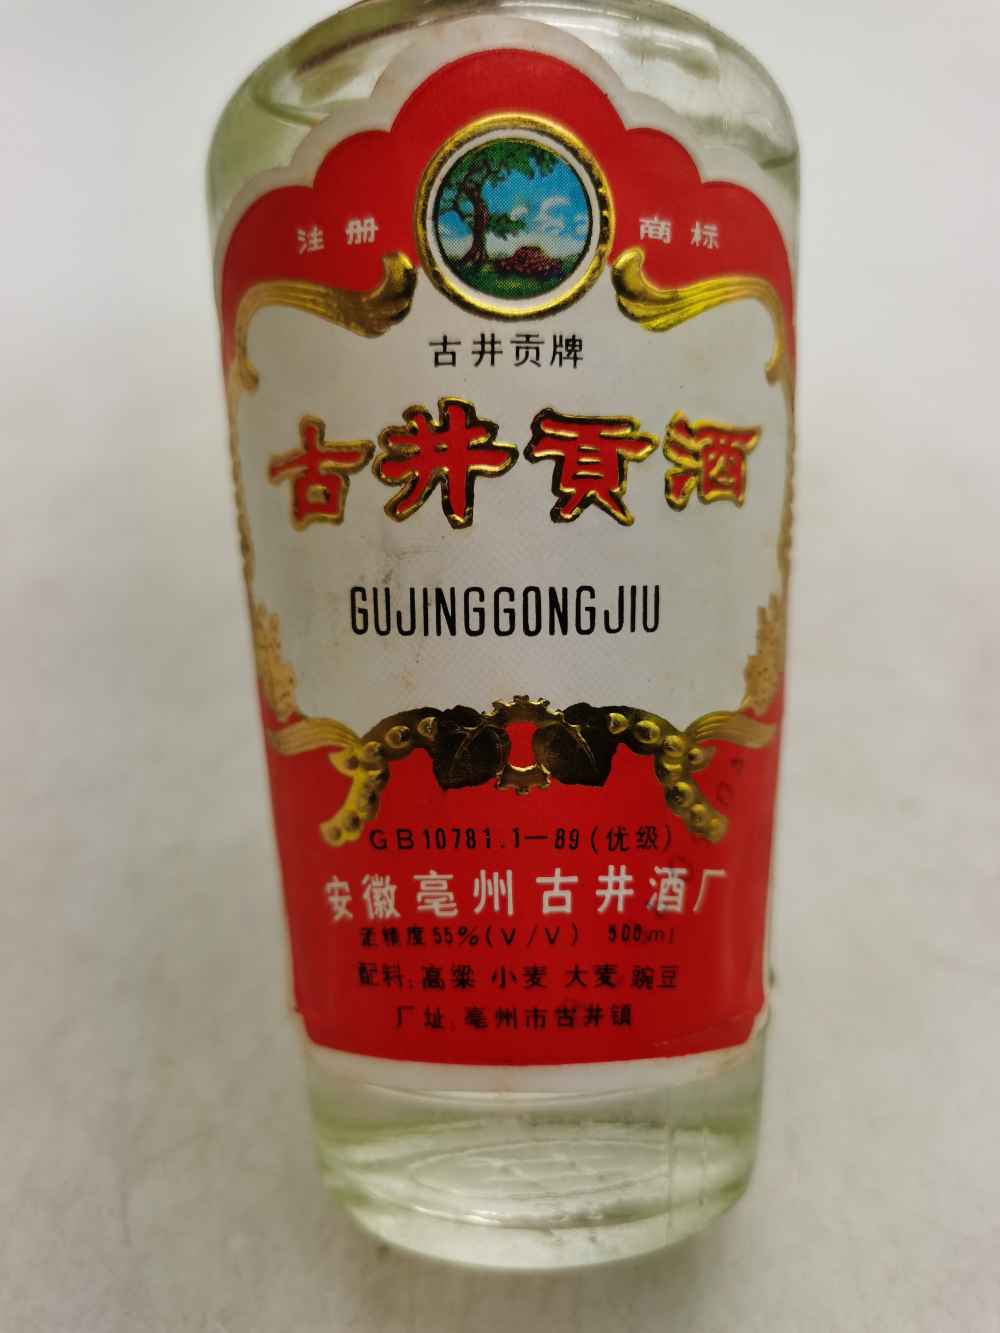 注册 商标
古井贡牌
古井贡酒
GUJINGGONGJIU
GB10781.1—89(优级)
安徽亳州古井酒厂
酒精度55%(V/V) 500ml
配料:高粱 小麦 大麦 豌豆
厂址:亳州市古井镇